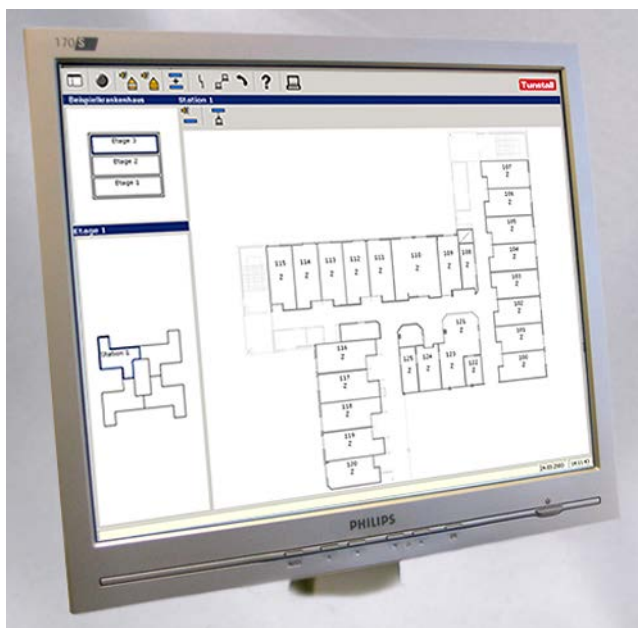 170 S
Tunstall
Beispielkrankenhaus
Station 1
Etage 3
Etage 2
Etage 1
Etage 1
Station 1
107
Z
106
Z
105
Z
104
Z
103
Z
102
Z
101
Z
100
Z
115
Z
114
Z
113
Z
112
Z
111
Z
110
Z
109
Z
108
Z
116
Z
117
Z
118
Z
119
Z
120
Z
121
Z
125
Z
124
Z
123
Z
122
Z
PHILIPS